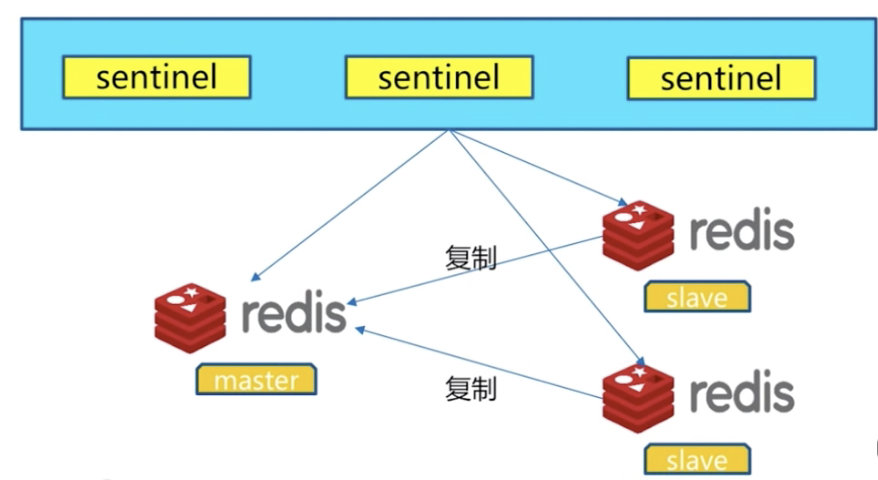 sentinel
sentinel
sentinel
redis
复制
slave
redis
master
redis
复制
slave